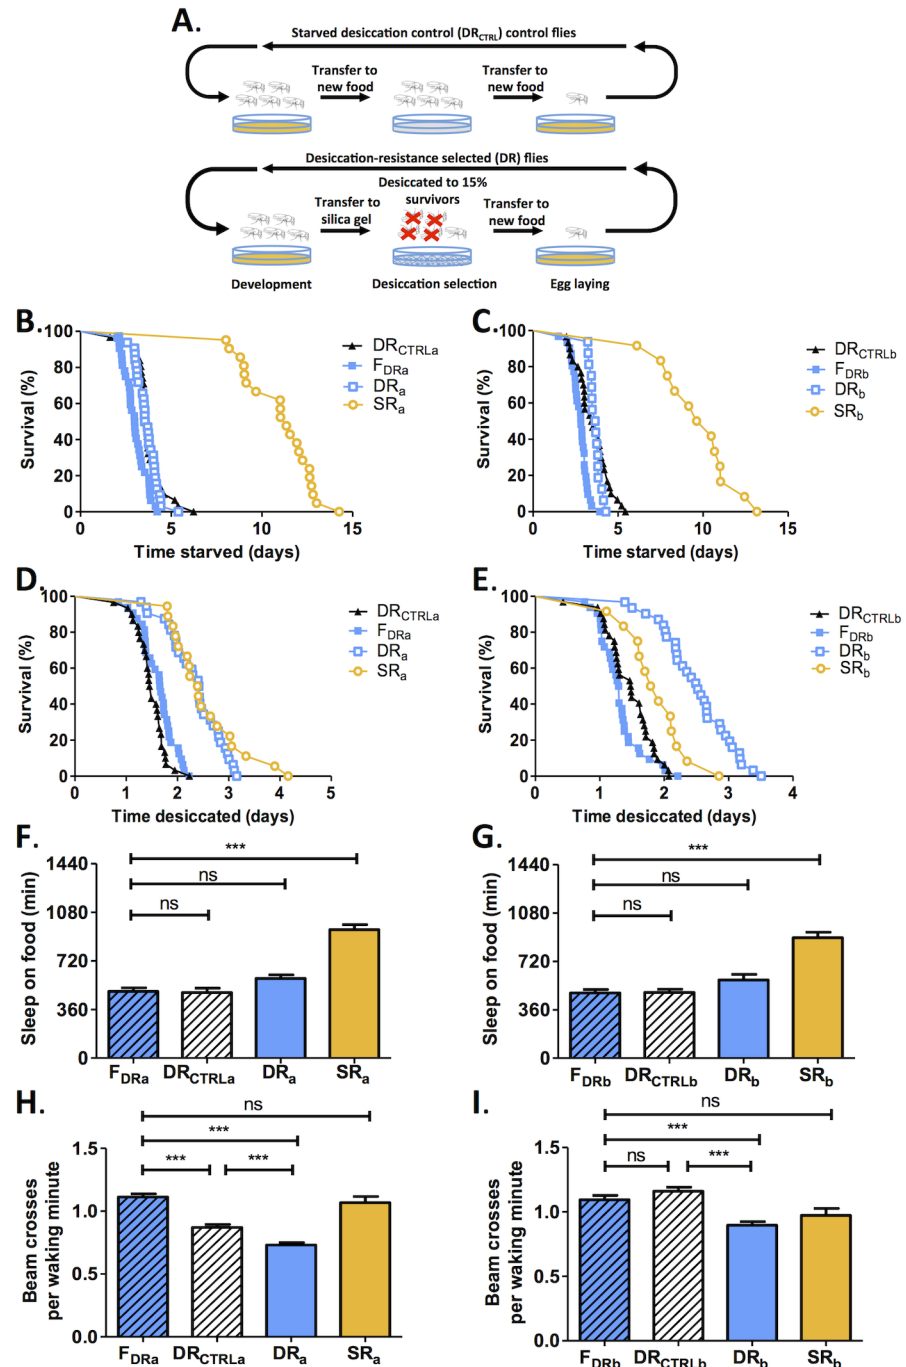 A.
Starved desiccation control (DRCTRL) control flies
Transfer to new food
Transfer to new food
Desiccation-resistance selected (DR) flies
Desiccated to 15% survivors
Transfer to silica gel
Transfer to new food
Development
Desiccation selection
Egg laying
B.
100
80
60
40
20
0
Survival (%)
0 5 10 15
Time starved (days)
DRCTRLa
FDRa
DRa
SRa
C.
100
80
60
40
20
0
Survival (%)
0 5 10 15
Time starved (days)
DRCTRLb
FDRb
DRb
SRb
D.
100
80
60
40
20
0
Survival (%)
0 1 2 3 4 5
Time desiccated (days)
DRCTRLa
FDRa
DRa
SRa
E.
100
80
60
40
20
0
Survival (%)
0 1 2 3 4
Time desiccated (days)
DRCTRLb
FDRb
DRb
SRb
F.
1440
1080
720
360
0
Sleep on food (min)
***
ns
ns
FDRa DRCTRLa DRa SRa
G.
1440
1080
720
360
0
Sleep on food (min)
***
ns
ns
FDRb DRCTRLb DRb SRb
H.
1.5
1.0
0.5
0.0
Beam crosses
per waking minute
ns
***
*** ***
FDRa DRCTRLa DRa SRa
I.
1.5
1.0
0.5
0.0
Beam crosses
per waking minute
ns
***
ns ***
FDRb DRCTRLb DRb SRb